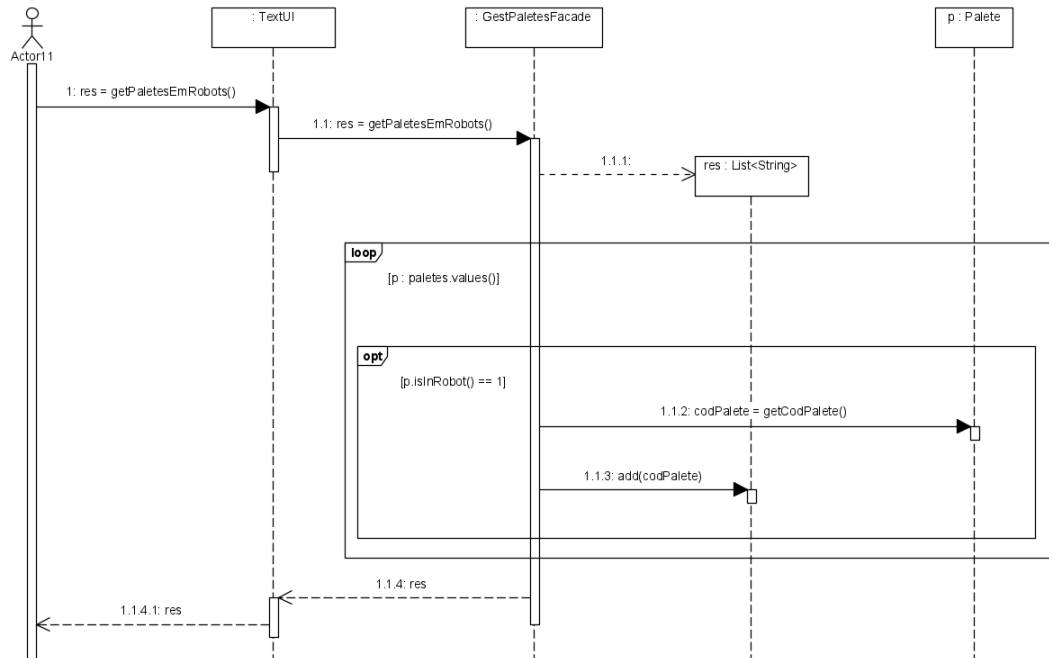 : TextUI
: GestPaletesFacade
p : Palete
Actor11
1: res = getPaletesEmRobots()
1.1: res = getPaletesEmRobots()
1.1.1:
res : List<String>
loop
[p : paletes.values()]
opt
[p.isInRobot() == 1]
1.1.2: codPalete = getCodPalete()
1.1.3: add(codPalete)
1.1.4: res
1.1.4.1: res